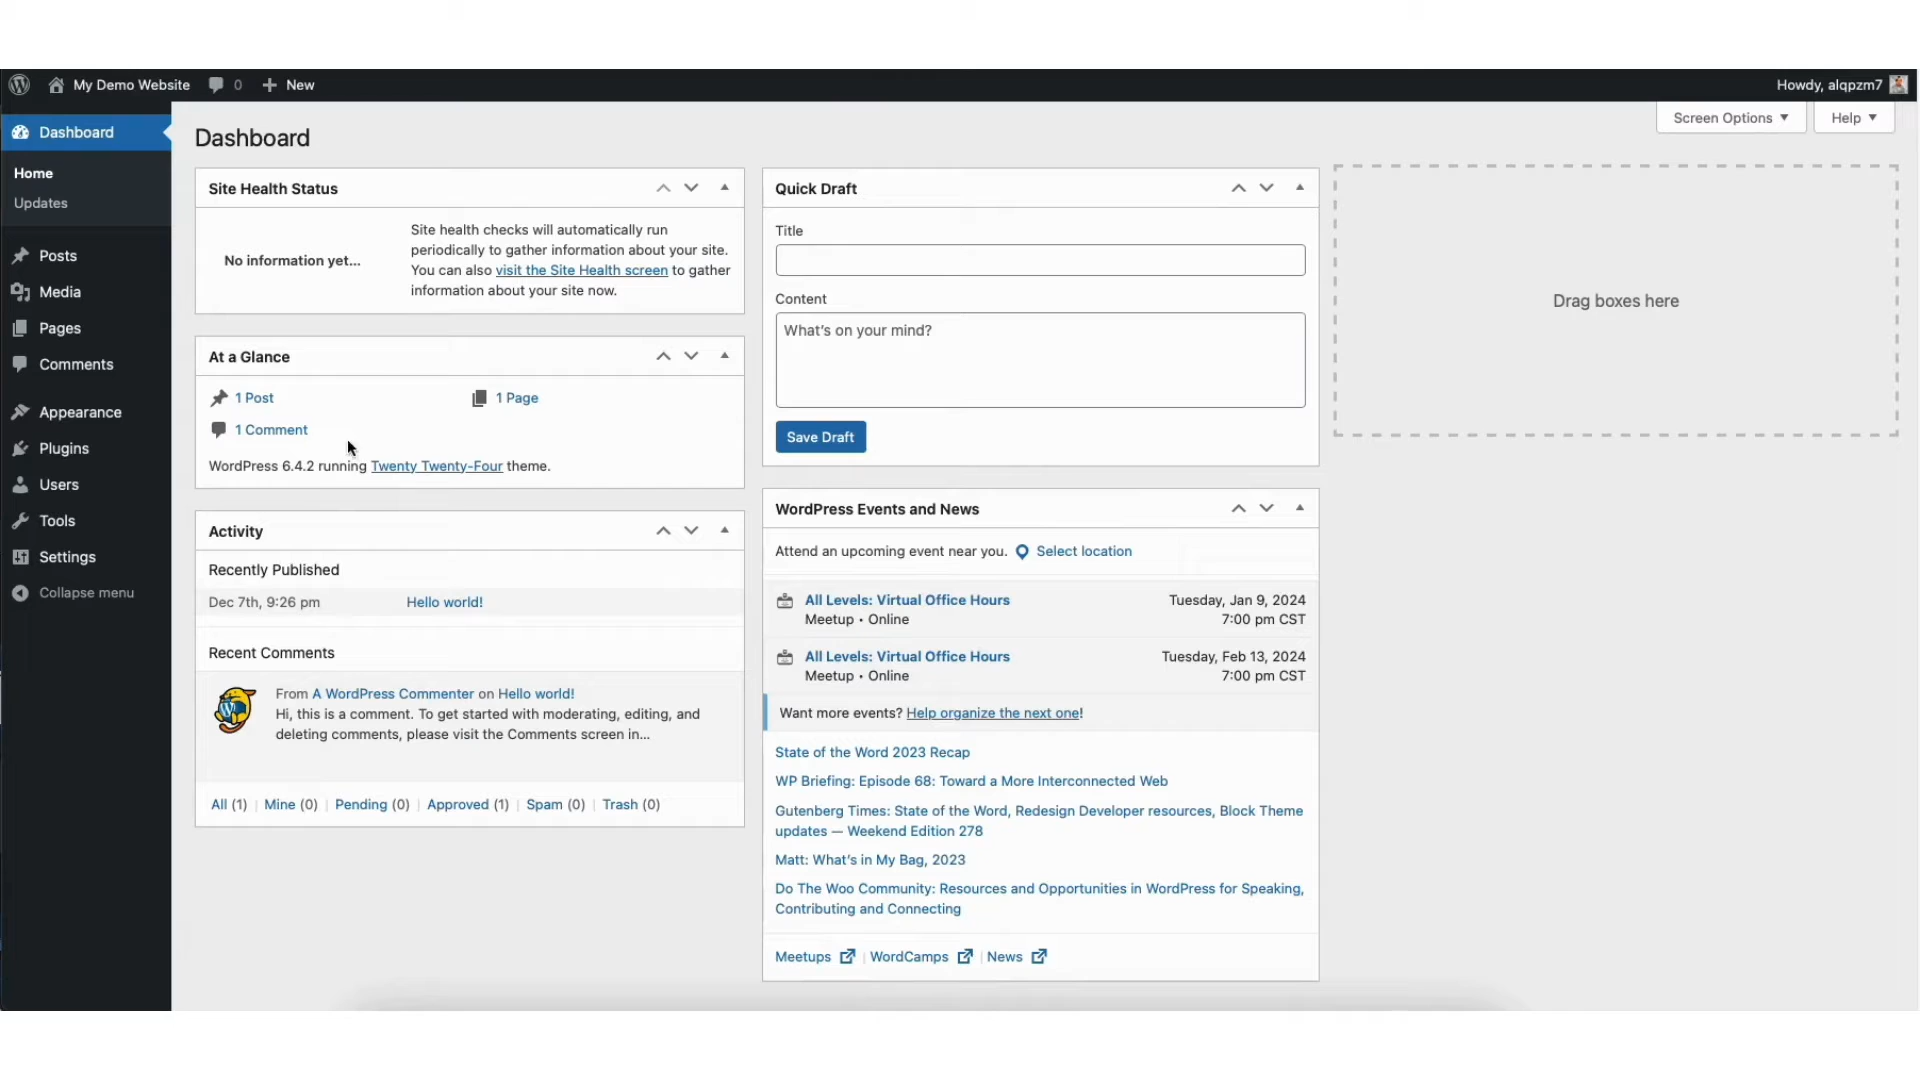 My Demo Website
0
New
Howdy, alqpzm7
Dashboard
Home
Updates
Posts
Media
Pages
Comments
Appearance
Plugins
Users
Tools
Settings
Collapse menu
Dashboard
Screen Options
Help
Site Health Status
No information yet...
Site health checks will automatically run
periodically to gather information about your site.
You can also visit the Site Health screen to gather
information about your site now.
At a Glance
1 Post
1 Page
1 Comment
WordPress 6.4.2 running Twenty Twenty-Four theme.
Activity
Recently Published
Dec 7th, 9:26 pm
Hello world!
Recent Comments
From A WordPress Commenter on Hello world!
Hi, this is a comment. To get started with moderating, editing, and
deleting comments, please visit the Comments screen in...
All (1) | Mine (0) | Pending (0) | Approved (1) | Spam (0) | Trash (0)
Quick Draft
Title
Content
What's on your mind?
Save Draft
WordPress Events and News
Attend an upcoming event near you. Select location
All Levels: Virtual Office Hours
Meetup • Online
Tuesday, Jan 9, 2024
7:00 pm CST
All Levels: Virtual Office Hours
Meetup • Online
Tuesday, Feb 13, 2024
7:00 pm CST
Want more events? Help organize the next one!
State of the Word 2023 Recap
WP Briefing: Episode 68: Toward a More Interconnected Web
Gutenberg Times: State of the Word, Redesign Developer resources, Block Theme
updates — Weekend Edition 278
Matt: What's in My Bag, 2023
Do The Woo Community: Resources and Opportunities in WordPress for Speaking,
Contributing and Connecting
Meetups | WordCamps | News
Drag boxes here